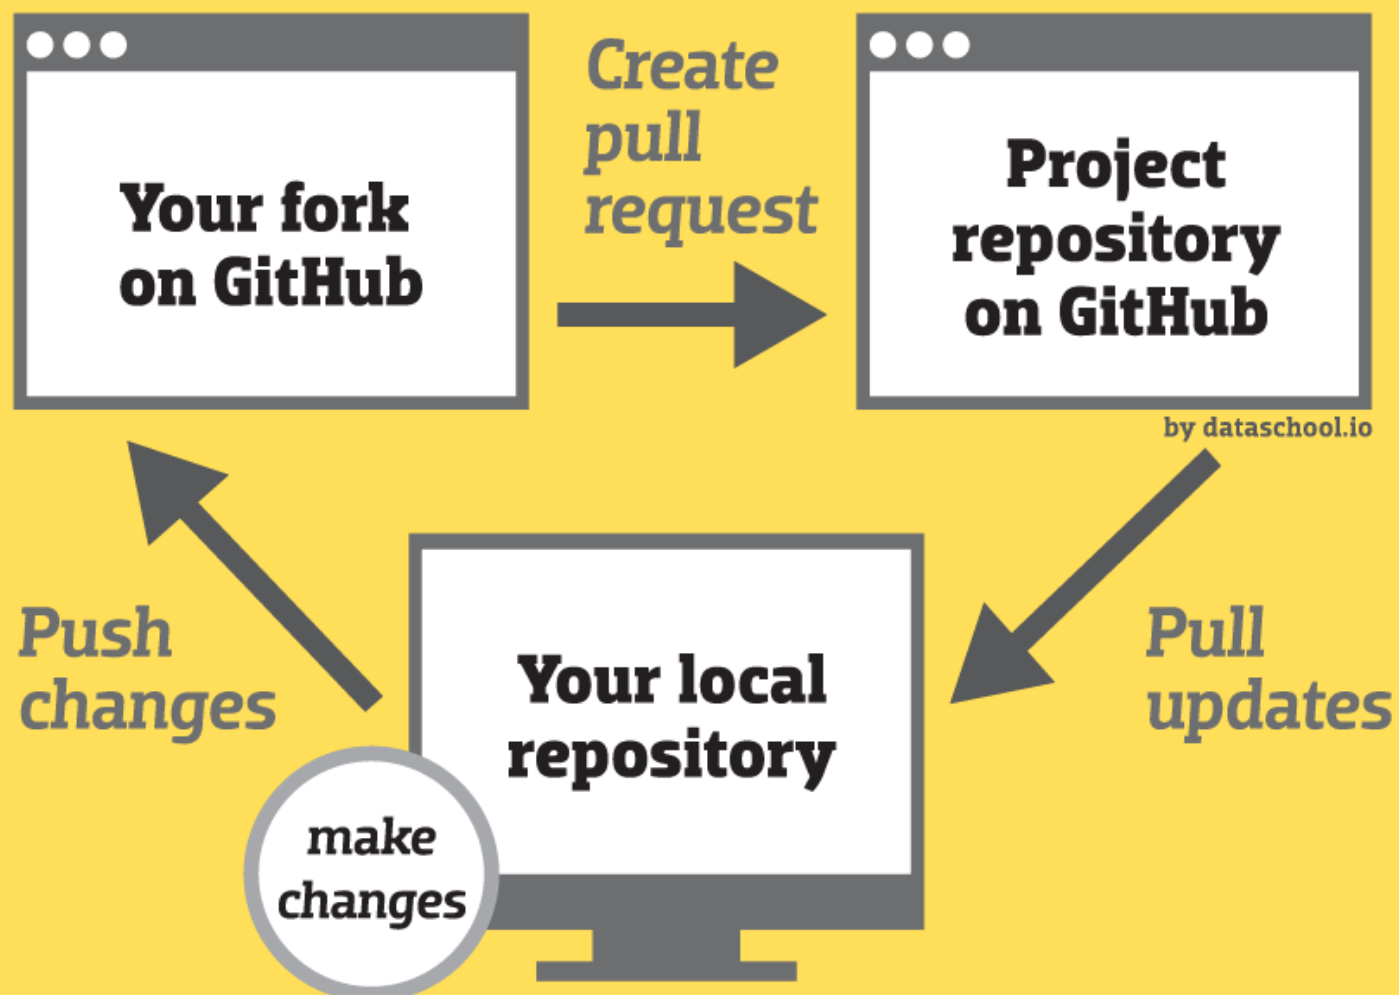 Your fork
on GitHub
Create
pull
request
Project
repository
on GitHub
by dataschool.io
Push
changes
Your local
repository
make
changes
Pull
updates